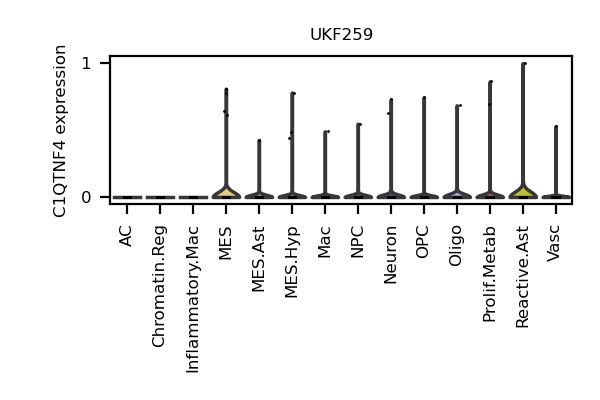 UKF259
C1QTNF4 expression
1
0
AC
Chromatin.Reg
Inflammatory.Mac
MES
MES.Ast
MES.Hyp
Mac
NPC
Neuron
OPC
Oligo
Prolif.Metab
Reactive.Ast
Vasc